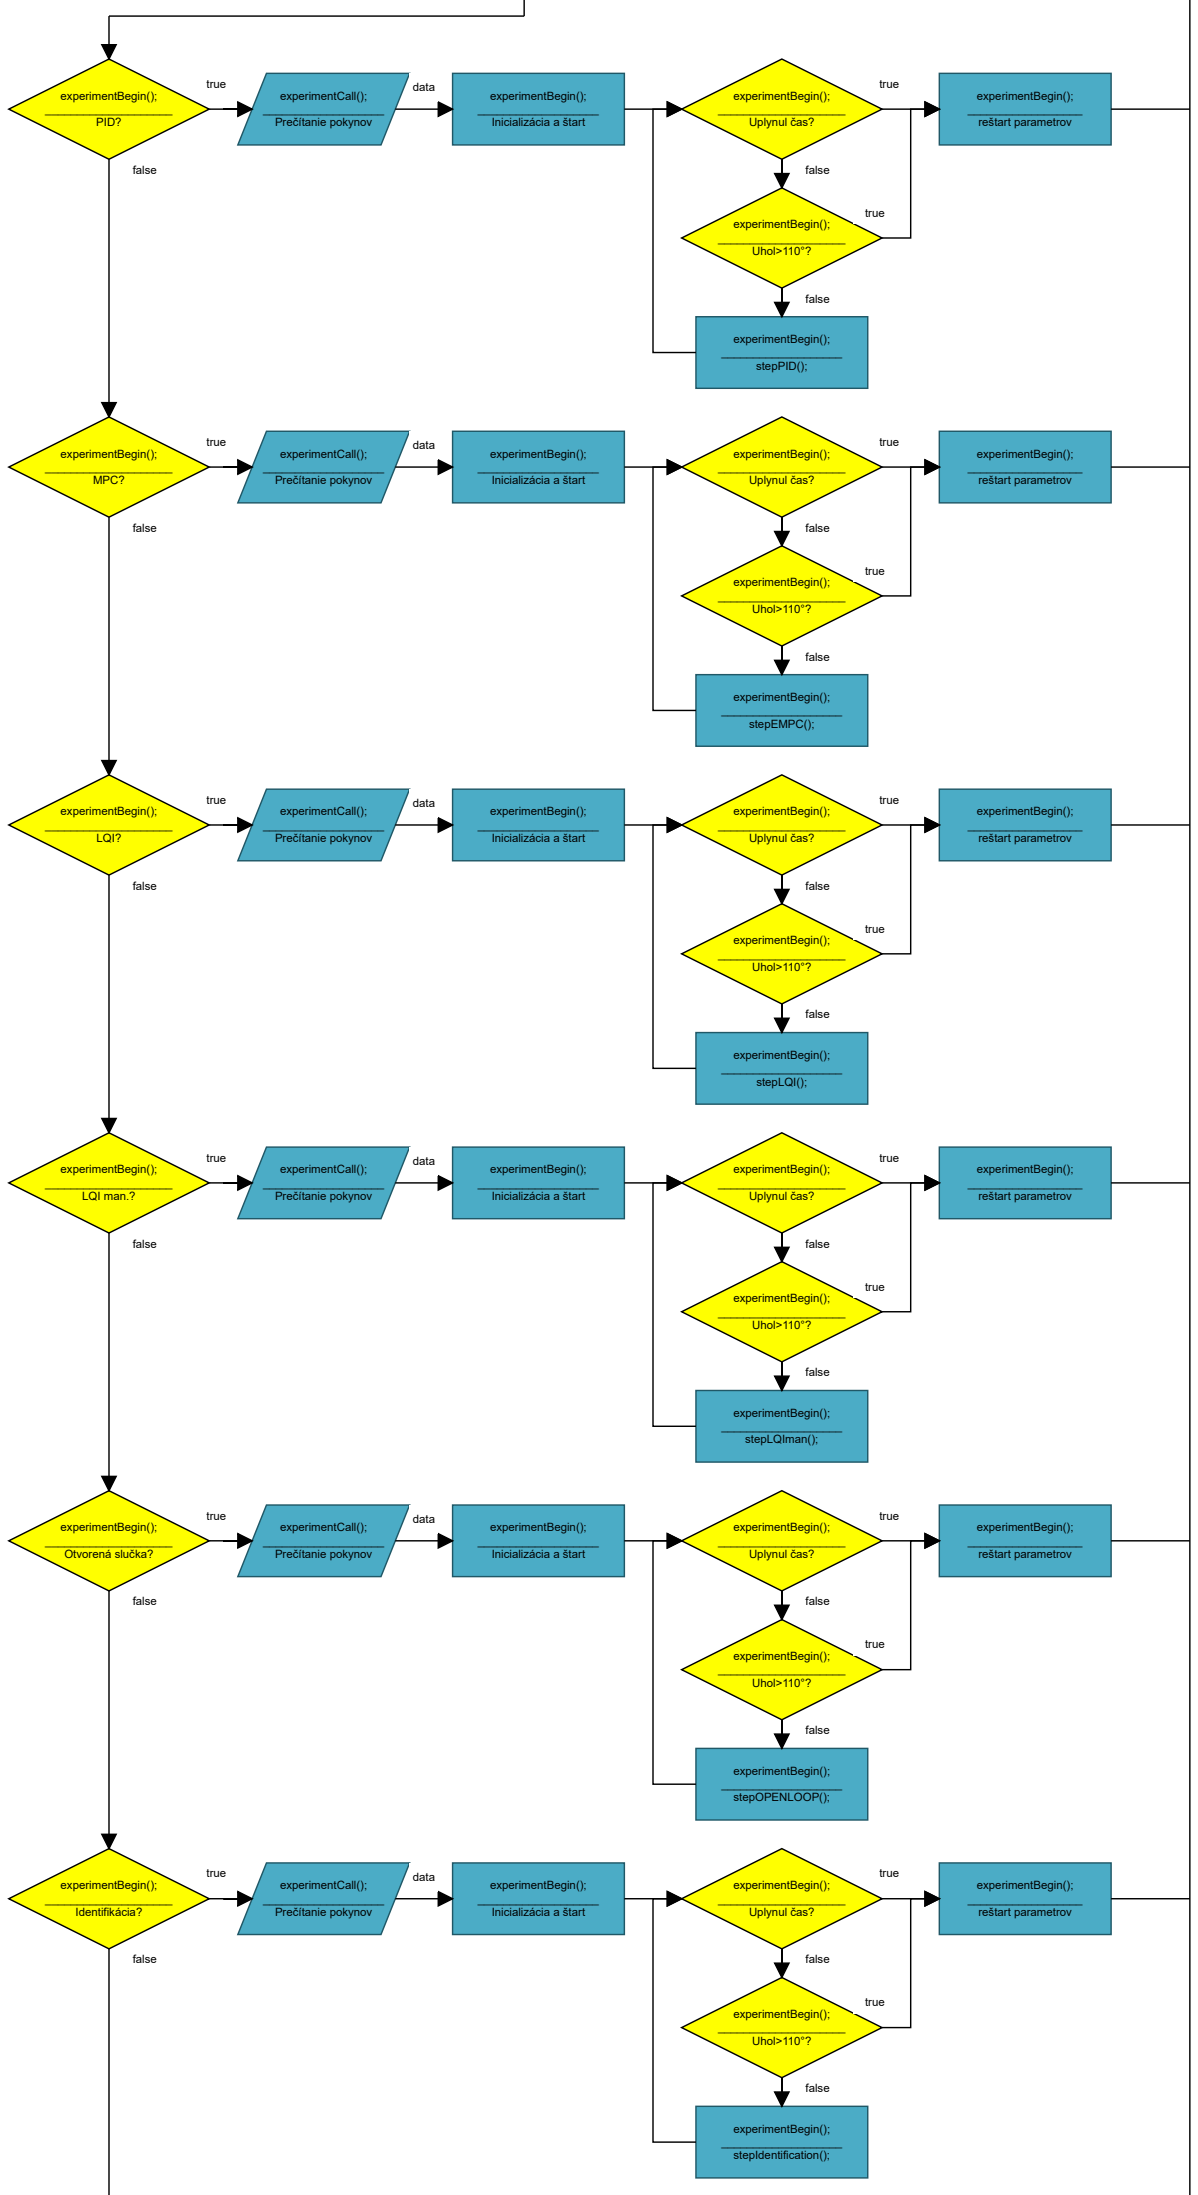 experimentBegin();
PID?
true
false
experimentCall();
Prečítanie pokynov
data
experimentBegin();
Inicializácia a štart
experimentBegin();
Uplynul čas?
true
false
experimentBegin();
reštart parametrov
experimentBegin();
Uhol>110°?
true
false
experimentBegin();
stepPID();
experimentBegin();
MPC?
true
false
experimentCall();
Prečítanie pokynov
data
experimentBegin();
Inicializácia a štart
experimentBegin();
Uplynul čas?
true
false
experimentBegin();
reštart parametrov
experimentBegin();
Uhol>110°?
true
false
experimentBegin();
stepEMPC();
experimentBegin();
LQI?
true
false
experimentCall();
Prečítanie pokynov
data
experimentBegin();
Inicializácia a štart
experimentBegin();
Uplynul čas?
true
false
experimentBegin();
reštart parametrov
experimentBegin();
Uhol>110°?
true
false
experimentBegin();
stepLQI();
experimentBegin();
LQI man.?
true
false
experimentCall();
Prečítanie pokynov
data
experimentBegin();
Inicializácia a štart
experimentBegin();
Uplynul čas?
true
false
experimentBegin();
reštart parametrov
experimentBegin();
Uhol>110°?
true
false
experimentBegin();
stepLQIman();
experimentBegin();
Otvorená slučka?
true
false
experimentCall();
Prečítanie pokynov
data
experimentBegin();
Inicializácia a štart
experimentBegin();
Uplynul čas?
true
false
experimentBegin();
reštart parametrov
experimentBegin();
Uhol>110°?
true
false
experimentBegin();
stepOPENLOOP();
experimentBegin();
Identifikácia?
true
false
experimentCall();
Prečítanie pokynov
data
experimentBegin();
Inicializácia a štart
experimentBegin();
Uplynul čas?
true
false
experimentBegin();
reštart parametrov
experimentBegin();
Uhol>110°?
true
false
experimentBegin();
stepIdentification();